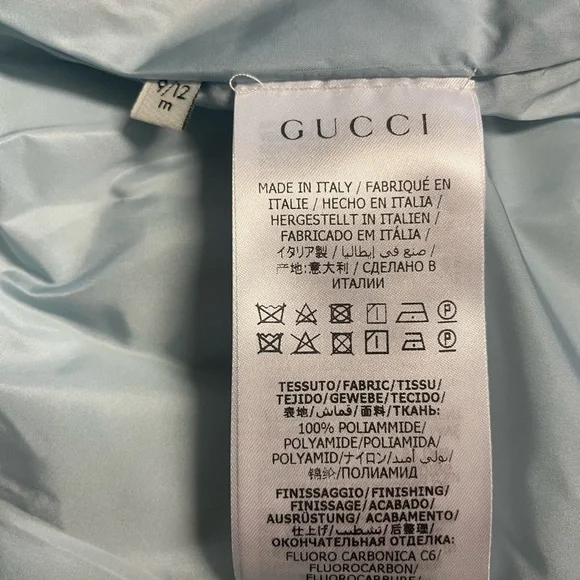 9/12
m
GUCCI
MADE IN ITALY / FABRIQUÉ EN
ITALIE / HECHO EN ITALIA /
HERGESTELLT IN ITALIEN /
FABRICADO EM ITÁLIA /
イタリア製 / صنع في إيطاليا /
产地:意大利 / СДЕЛАНО В
ИТАЛИИ
P
P
TESSUTO/FABRIC/TISSU/
TEJIDO/GEWEBE/TECIDO/
表地/قماش/面料/ТКАНЬ:
100% POLIAMMIDE/
POLYAMIDE/POLIAMIDA/
POLYAMID/ナイロン/بولي أميد/
锦纶/ПОЛИАМИД
FINISSAGGIO/FINISHING/
FINISSAGE/ACABADO/
AUSRÜSTUNG/ ACABAMENTO/
仕上げ/تشطيب/后整理/
ОКОНЧАТЕЛЬНАЯ ОТДЕЛКА:
FLUORO CARBONICA C6/
FLUOROCARBON/
FLUOROCARBURE